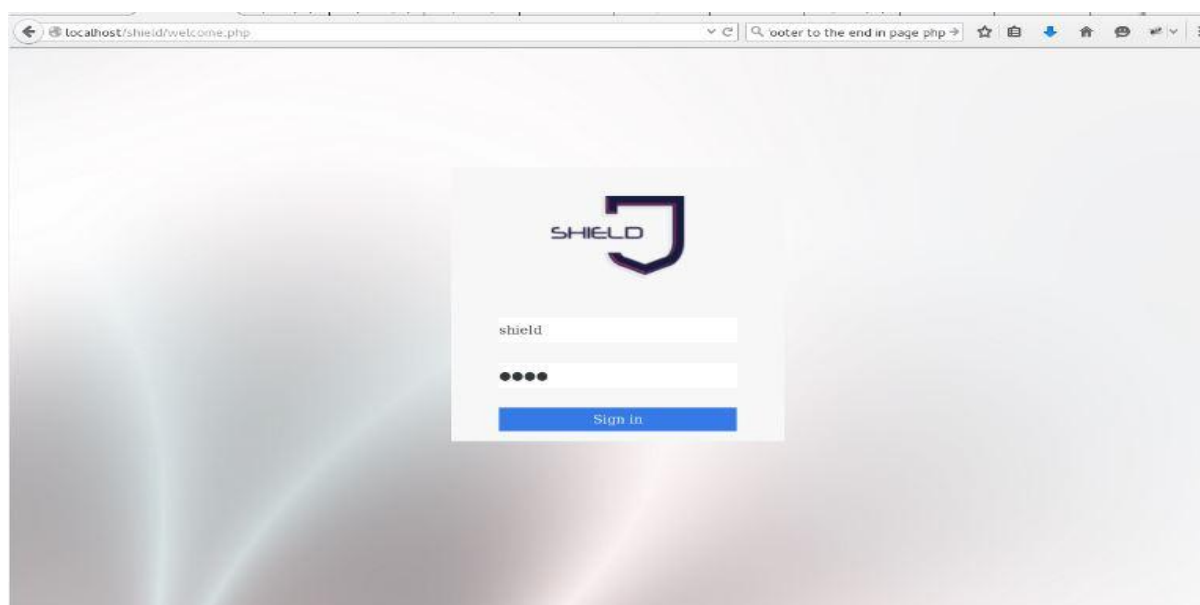 localhost/shield/welcome.php
ooter to the end in page php
SHIELD
shield
●●●●
Sign in